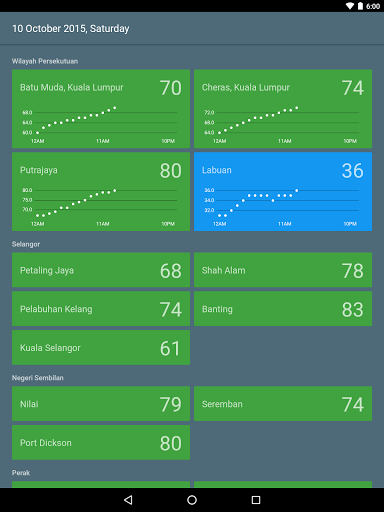 6:00
10 October 2015, Saturday
Wilayah Persekutuan
Batu Muda, Kuala Lumpur 70
68.0
64.0
60.0
12AM 11AM 10PM
Cheras, Kuala Lumpur 74
72.0
68.0
64.0
12AM 11AM 10PM
Putrajaya 80
80.0
75.0
70.0
12AM 11AM 10PM
Labuan 36
36.0
34.0
32.0
12AM 11AM 10PM
Selangor
Petaling Jaya 68
Shah Alam 78
Pelabuhan Kelang 74
Banting 83
Kuala Selangor 61
Negeri Sembilan
Nilai 79
Seremban 74
Port Dickson 80
Perak